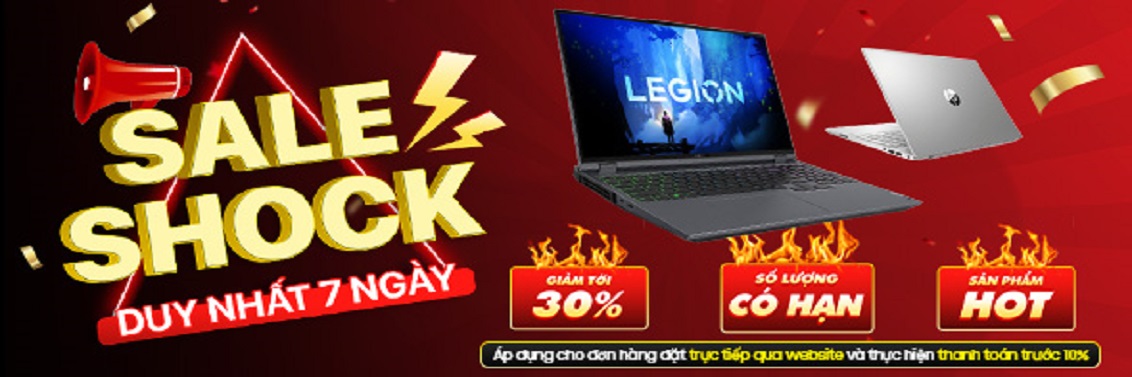 SALE
SHOCK
DUY NHẤT 7 NGÀY
LEGION
GIẢM TỚI
30%
SỐ LƯỢNG
CÓ HẠN
SẢN PHẨM
HOT
Áp dụng cho đơn hàng đặt trực tiếp qua website và thực hiện thanh toán trước 10%